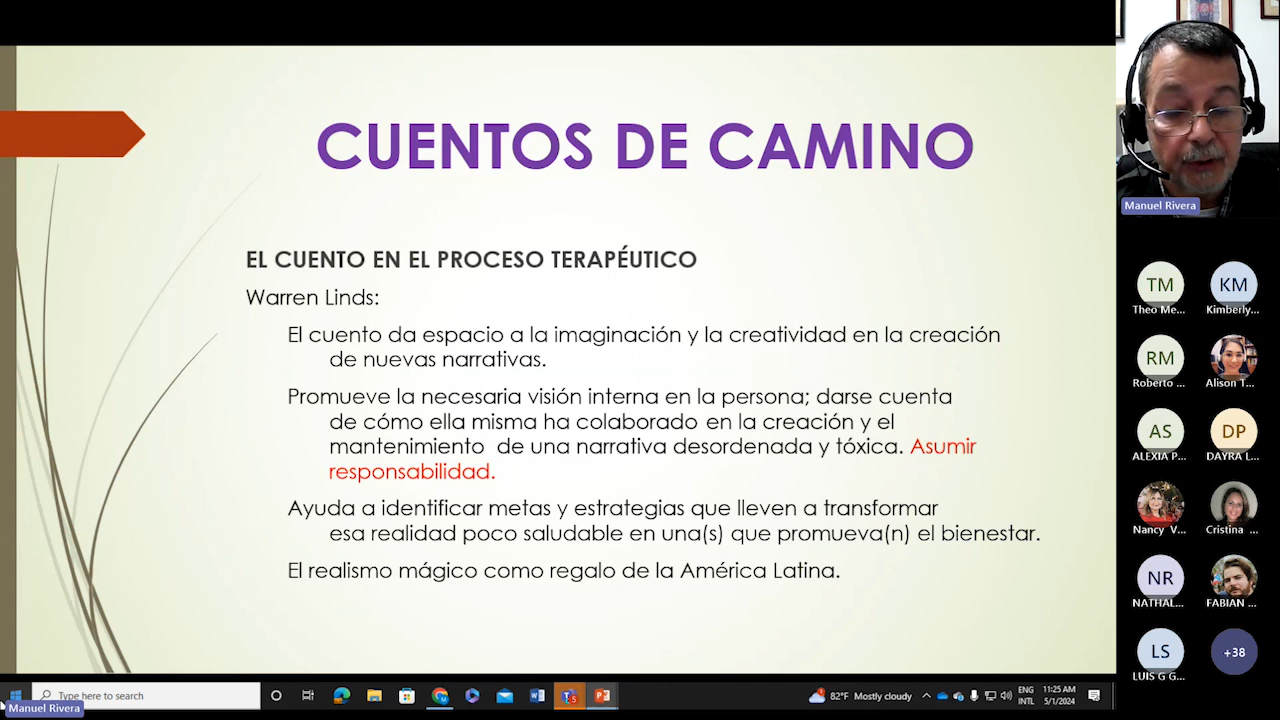 CUENTOS DE CAMINO
EL CUENTO EN EL PROCESO TERAPÉUTICO
Warren Linds:
El cuento da espacio a la imaginación y la creatividad en la creación
de nuevas narrativas.
Promueve la necesaria visión interna en la persona; darse cuenta
de cómo ella misma ha colaborado en la creación y el
mantenimiento de una narrativa desordenada y tóxica. Asumir
responsabilidad.
Ayuda a identificar metas y estrategias que lleven a transformar
esa realidad poco saludable en una(s) que promueva(n) el bienestar.
El realismo mágico como regalo de la América Latina.
Manuel Rivera
TM
KM
Theo Me...
Kimberly...
RM
Roberto ...
Alison T...
AS
DP
ALEXIA P...
DAYRA L...
Nancy V...
Cristina ...
NR
NATHAL...
FABIAN ...
LS
+38
LUIS G G...
Type here to search
82°F Mostly cloudy
ENG
INTL
11:25 AM
5/1/2024
Manuel Rivera